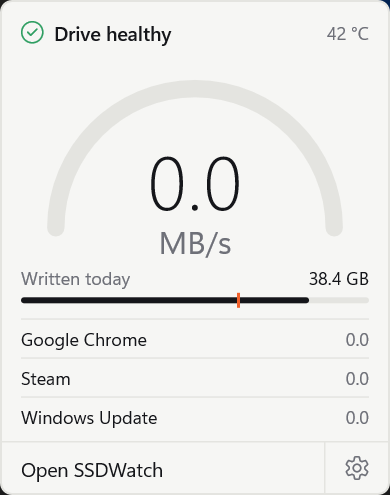 Drive healthy 42 °C
0.0
MB/s
Written today 38.4 GB
Google Chrome 0.0
Steam 0.0
Windows Update 0.0
Open SSDWatch